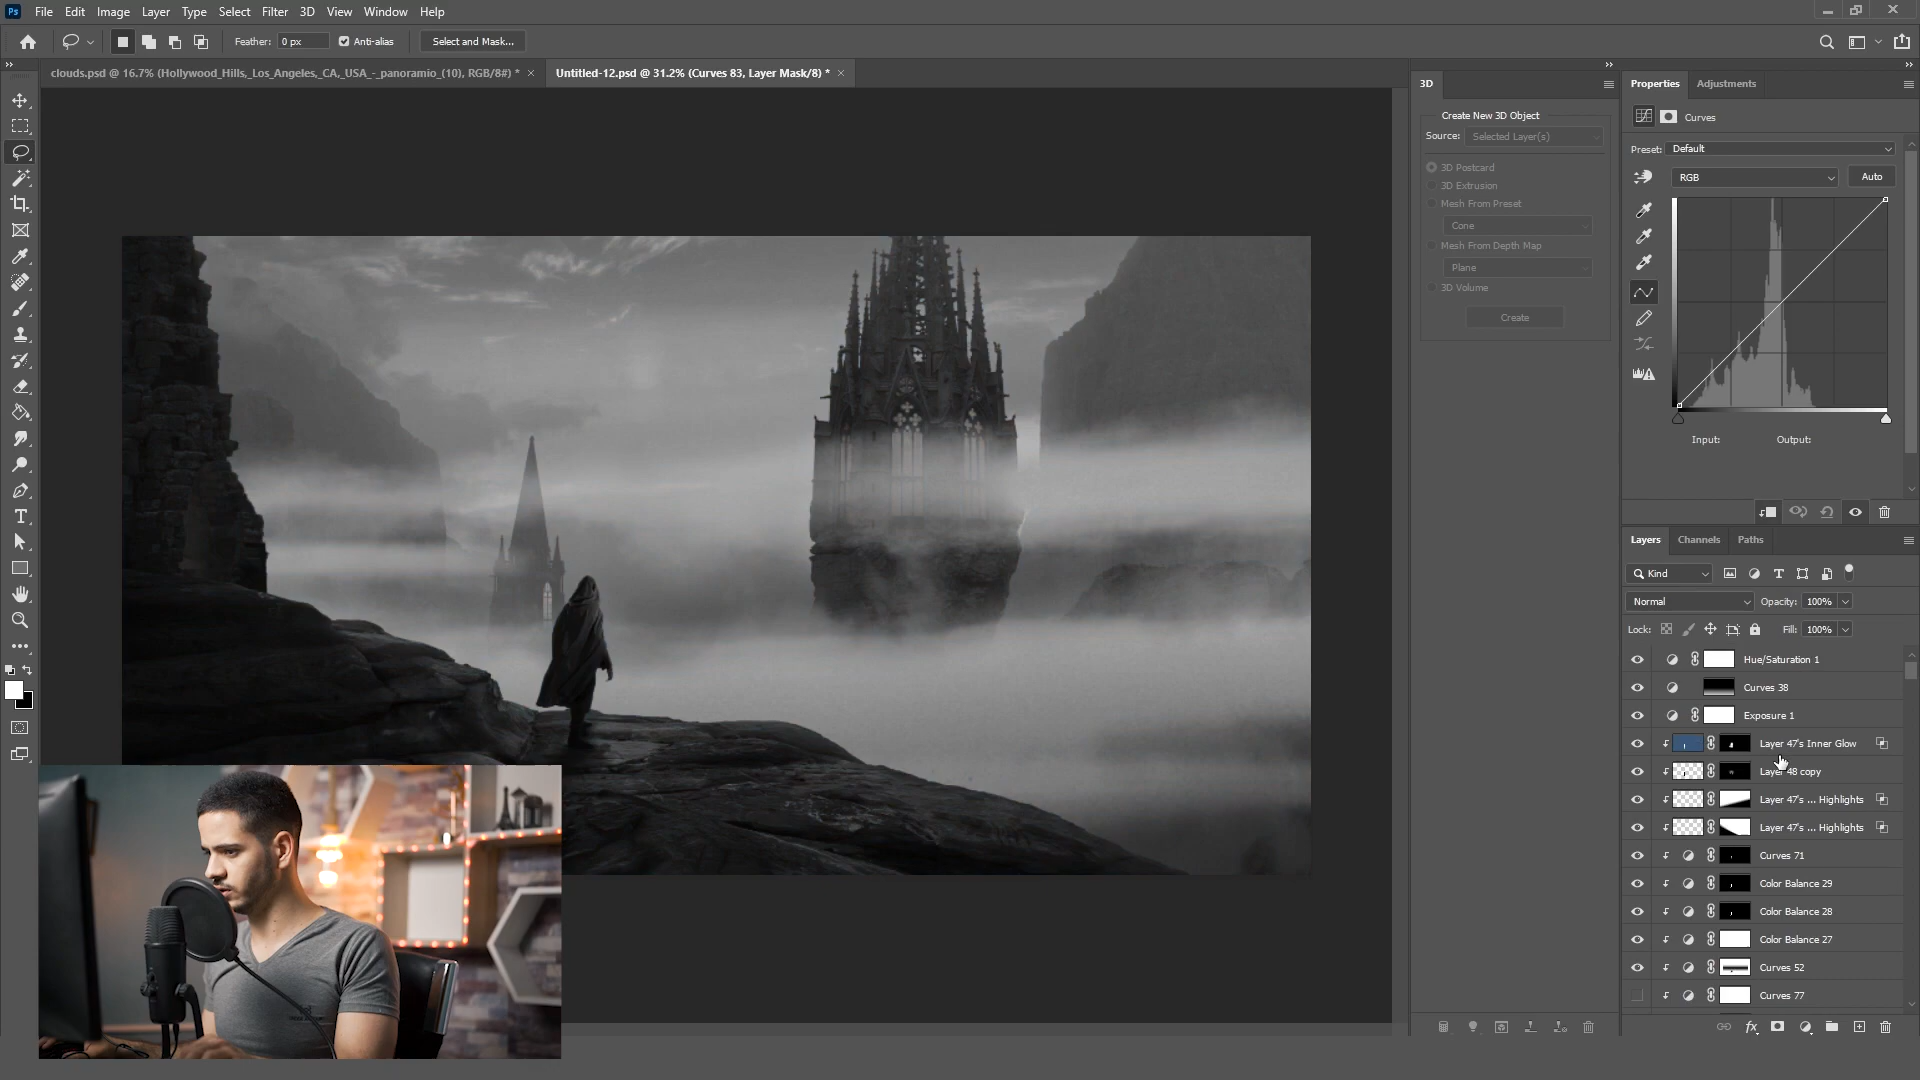 Ps File Edit Image Layer Type Select Filter 3D View Window Help
Feather: 0 px Anti-alias Select and Mask...
clouds.psd @ 16.7% (Hollywood_Hills,_Los_Angeles,_CA,_USA_-_panoramio_(10), RGB/8#) * ×
Untitled-12.psd @ 31.2% (Curves 83, Layer Mask/8) * ×
3D
Create New 3D Object
Source: Selected Layer(s)
3D Postcard
3D Extrusion
Mesh From Preset
Cone
Mesh From Depth Map
Plane
3D Volume
Create
Properties Adjustments
Curves
Preset: Default
RGB Auto
Input: Output:
Layers Channels Paths
Kind
Normal Opacity: 100%
Lock: Fill: 100%
Hue/Saturation 1
Curves 38
Exposure 1
Layer 47's Inner Glow
Layer 48 copy
Layer 47's ... Highlights
Layer 47's ... Highlights
Curves 71
Color Balance 29
Color Balance 28
Color Balance 27
Curves 52
Curves 77
fx